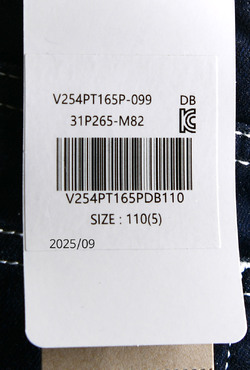 V254PT165P-099 DB
31P265-M82
V254PT165PDB110
SIZE : 110(5)
2025/09